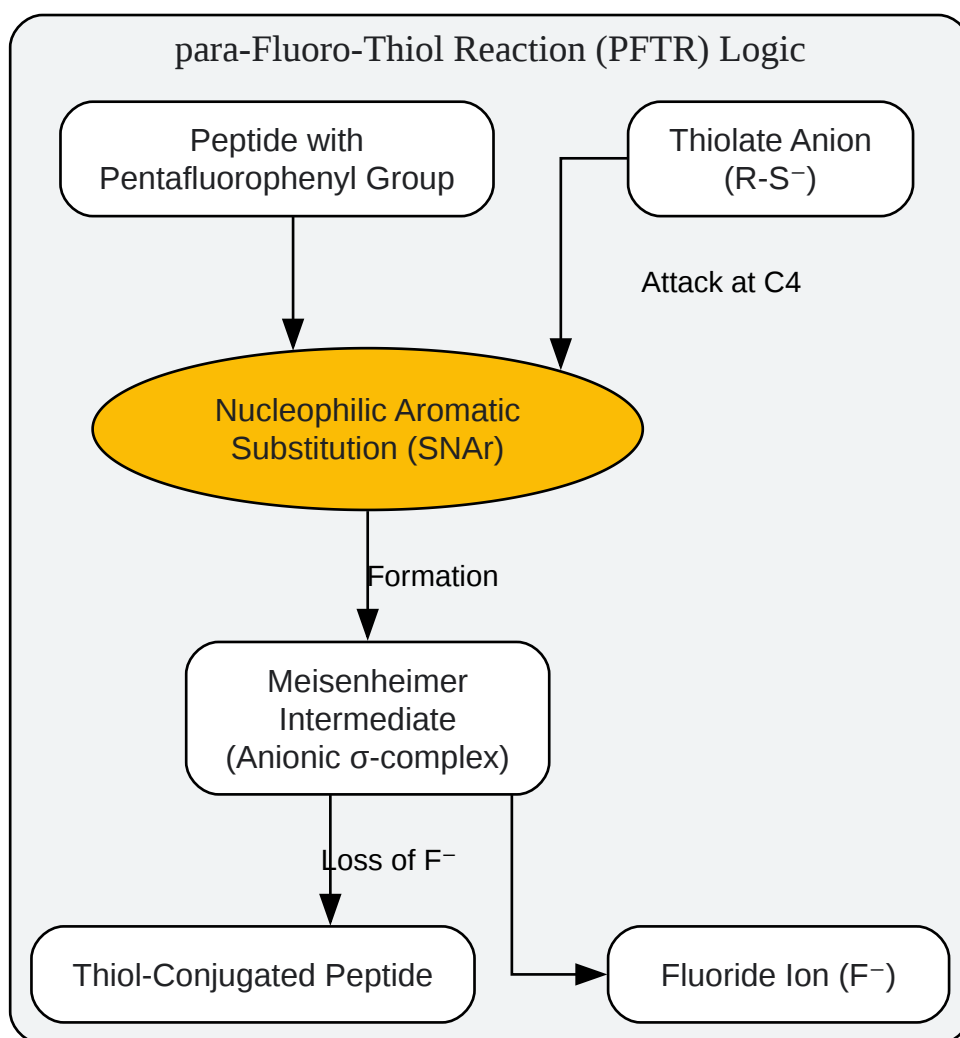 para-Fluoro-Thiol Reaction (PFTR) Logic
Peptide with
Pentafluorophenyl Group
Thiolate Anion
(R-S⁻)
Attack at C4
Nucleophilic Aromatic
Substitution (SNAr)
Formation
Meisenheimer
Intermediate
(Anionic σ-complex)
Loss of F⁻
Thiol-Conjugated Peptide
Fluoride Ion (F⁻)